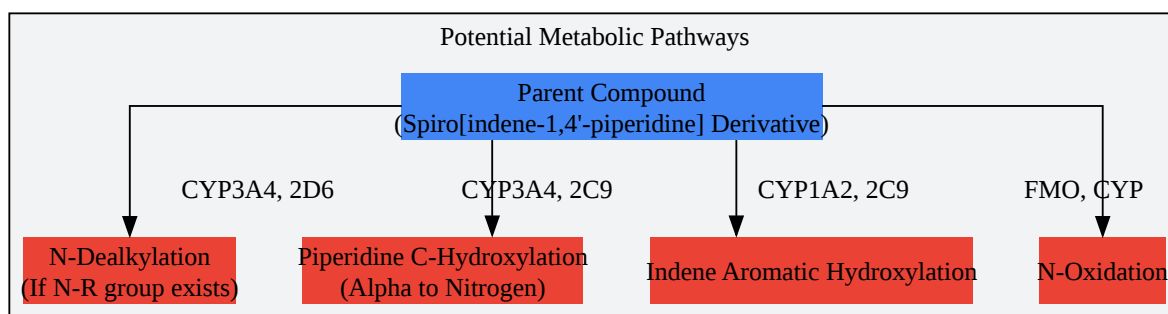 Potential Metabolic Pathways
Parent Compound
(Spiro[indene-1,4'-piperidine] Derivative)
CYP3A4, 2D6
CYP3A4, 2C9
CYP1A2, 2C9
FMO, CYP
N-Dealkylation
(If N-R group exists)
Piperidine C-Hydroxylation
(Alpha to Nitrogen)
Indene Aromatic Hydroxylation
N-Oxidation